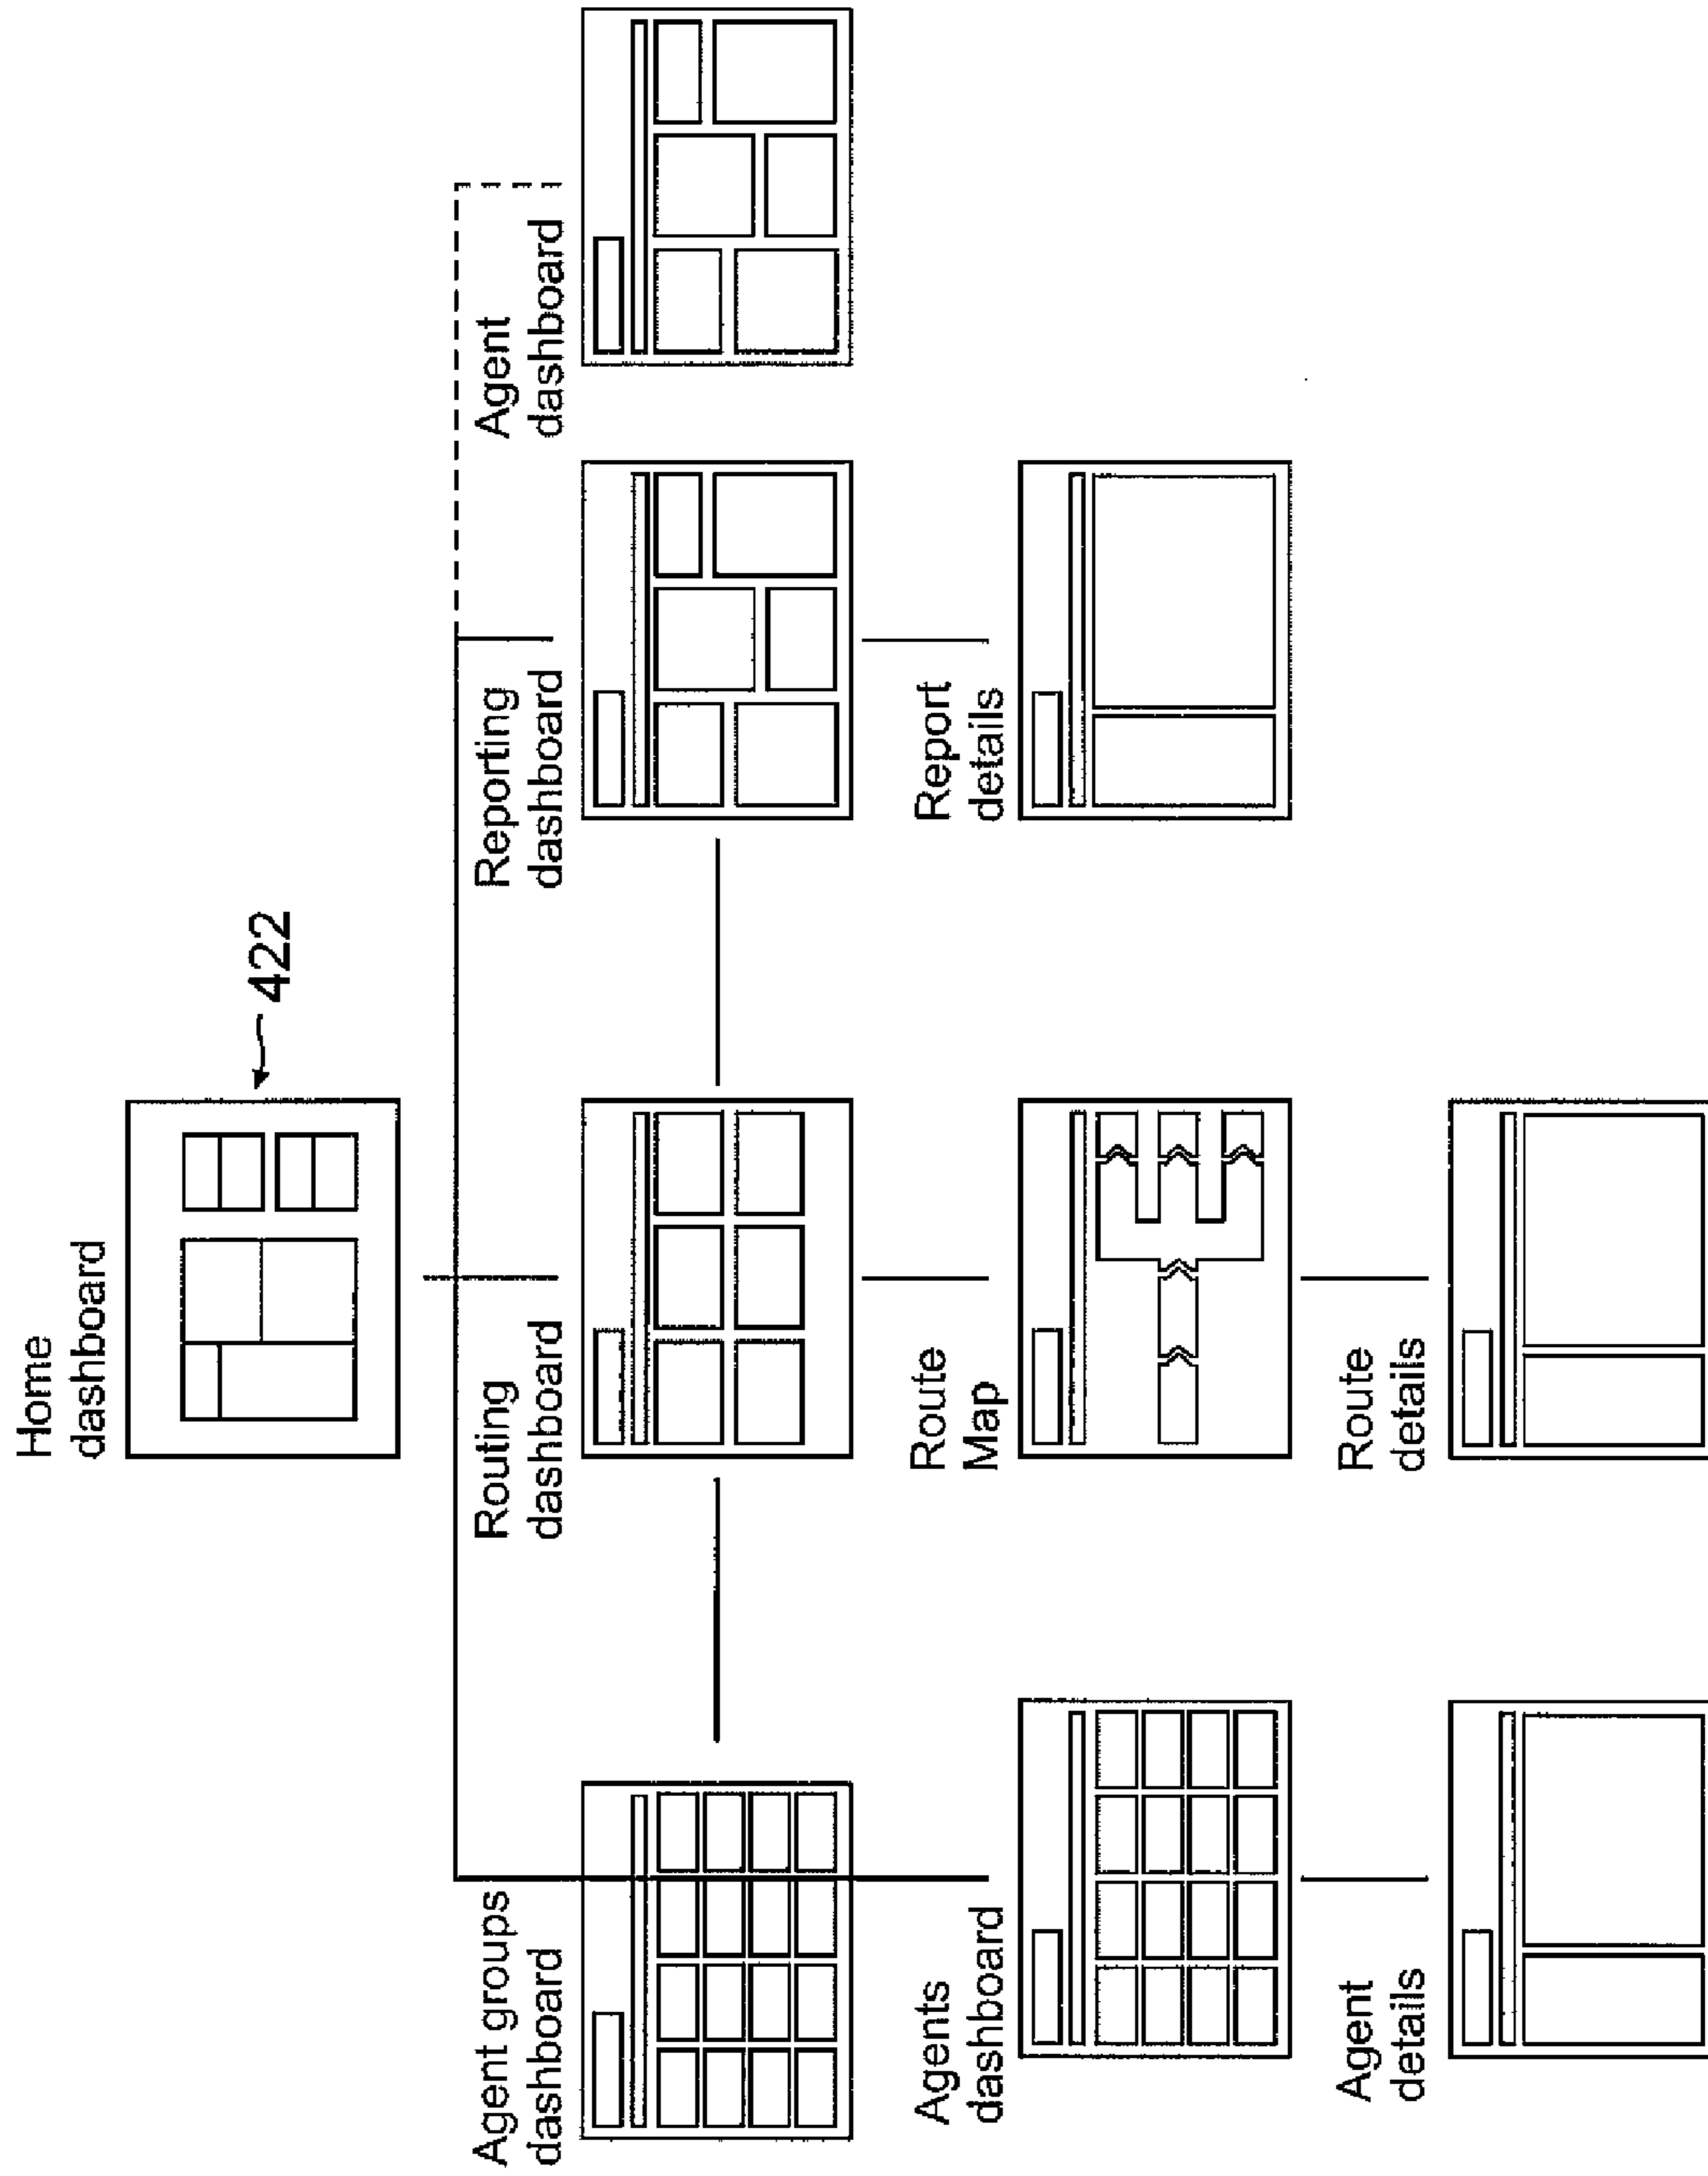 Home
dashboard
422
Agent groups
dashboard
Routing
dashboard
Reporting
dashboard
Agent
dashboard
Agents
dashboard
Route
Map
Report
details
Agent
details
Route
details